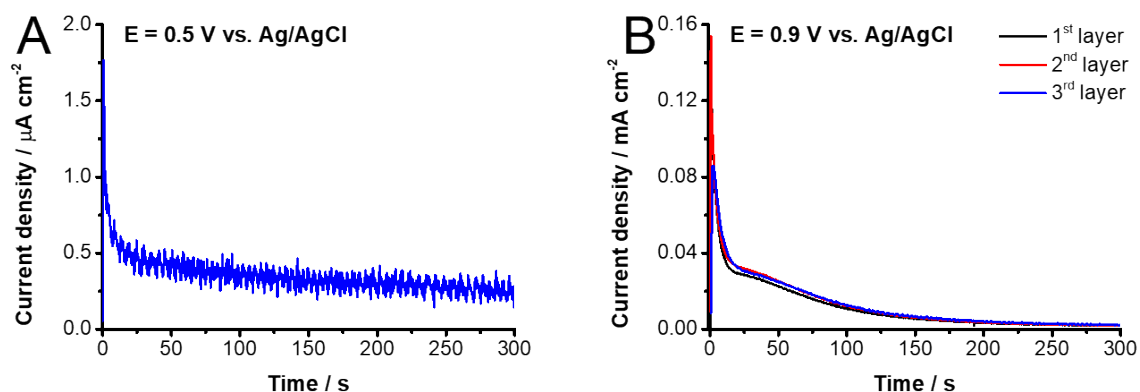 A
E = 0.5 V vs. Ag/AgCl
2.0
1.5
1.0
0.5
0.0
Current density / μA cm⁻²
0 50 100 150 200 250 300
Time / s
B
E = 0.9 V vs. Ag/AgCl
1ˢᵗ layer
2ⁿᵈ layer
3ʳᵈ layer
0.16
0.12
0.08
0.04
0.00
Current density / mA cm⁻²
0 50 100 150 200 250 300
Time / s